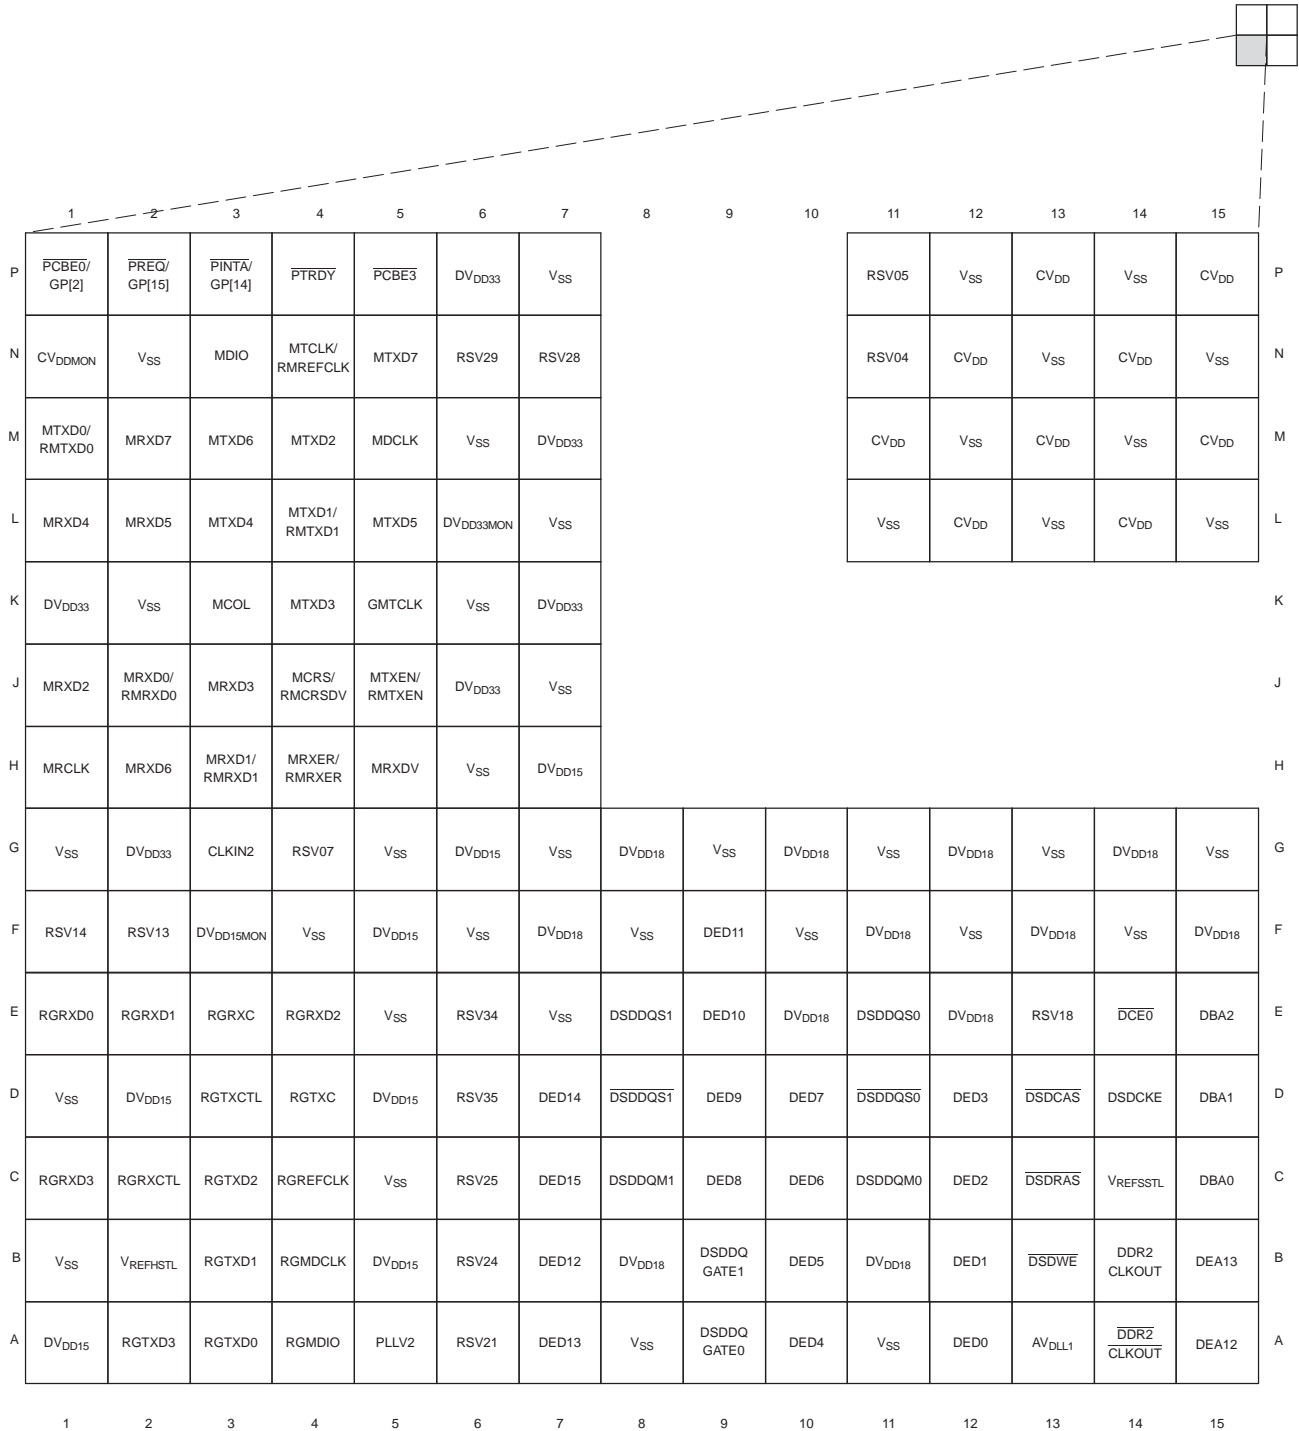 1 2 3 4 5 6 7 8 9 10 11 12 13 14 15
P PCBE0/ GP[2] PREQ/ GP[15] PINTA/ GP[14] PTRDY PCBE3 DVDD33 VSS RSV05 VSS CVDD VSS CVDD P
N CVDDMON VSS MDIO MTCLK/ RMREFCLK MTXD7 RSV29 RSV28 RSV04 CVDD VSS CVDD VSS N
M MTXD0/ RMTXD0 MRXD7 MTXD6 MTXD2 MDCLK VSS DVDD33 CVDD VSS CVDD VSS CVDD M
L MRXD4 MRXD5 MTXD4 MTXD1/ RMTXD1 MTXD5 DVDD33MON VSS VSS CVDD VSS CVDD VSS L
K DVDD33 VSS MCOL MTXD3 GMTCLK VSS DVDD33 K
J MRXD2 MRXD0/ RMRXD0 MRXD3 MCRS/ RMCRSDV MTXEN/ RMTXEN DVDD33 VSS J
H MRCLK MRXD6 MRXD1/ RMRXD1 MRXER/ RMRXER MRXDV VSS DVDD15 H
G VSS DVDD33 CLKIN2 RSV07 VSS DVDD15 VSS DVDD18 VSS DVDD18 VSS DVDD18 VSS DVDD18 VSS G
F RSV14 RSV13 DVDD15MON VSS DVDD15 VSS DVDD18 VSS DED11 VSS DVDD18 VSS DVDD18 VSS DVDD18 F
E RGRXD0 RGRXD1 RGRXC RGRXD2 VSS RSV34 VSS DSDDQS1 DED10 DVDD18 DSDDQS0 DVDD18 RSV18 DCE0 DBA2 E
D VSS DVDD15 RGTXCTL RGTXC DVDD15 RSV35 DED14 DSDDQS1 DED9 DED7 DSDDQS0 DED3 DSDCAS DSDCKE DBA1 D
C RGRXD3 RGRXCTL RGTXD2 RGREFCLK VSS RSV25 DED15 DSDDQM1 DED8 DED6 DSDDQM0 DED2 DSDRAS VREFSSTL DBA0 C
B VSS VREFHSTL RGTXD1 RGMDCLK DVDD15 RSV24 DED12 DVDD18 DSDDQ GATE1 DED5 DVDD18 DED1 DSDWE DDR2 CLKOUT DEA13 B
A DVDD15 RGTXD3 RGTXD0 RGMDIO PLLV2 RSV21 DED13 VSS DSDDQ GATE0 DED4 VSS DED0 AVDLL1 DDR2 CLKOUT DEA12 A
1 2 3 4 5 6 7 8 9 10 11 12 13 14 15